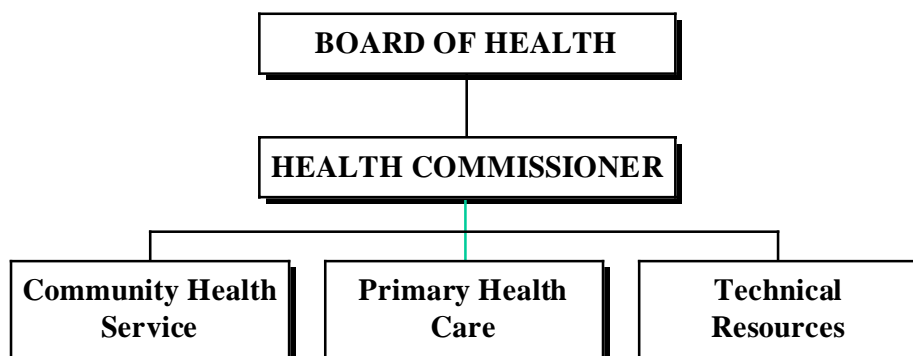 BOARD OF HEALTH
HEALTH COMMISSIONER
Community Health
Service
Primary Health
Care
Technical
Resources